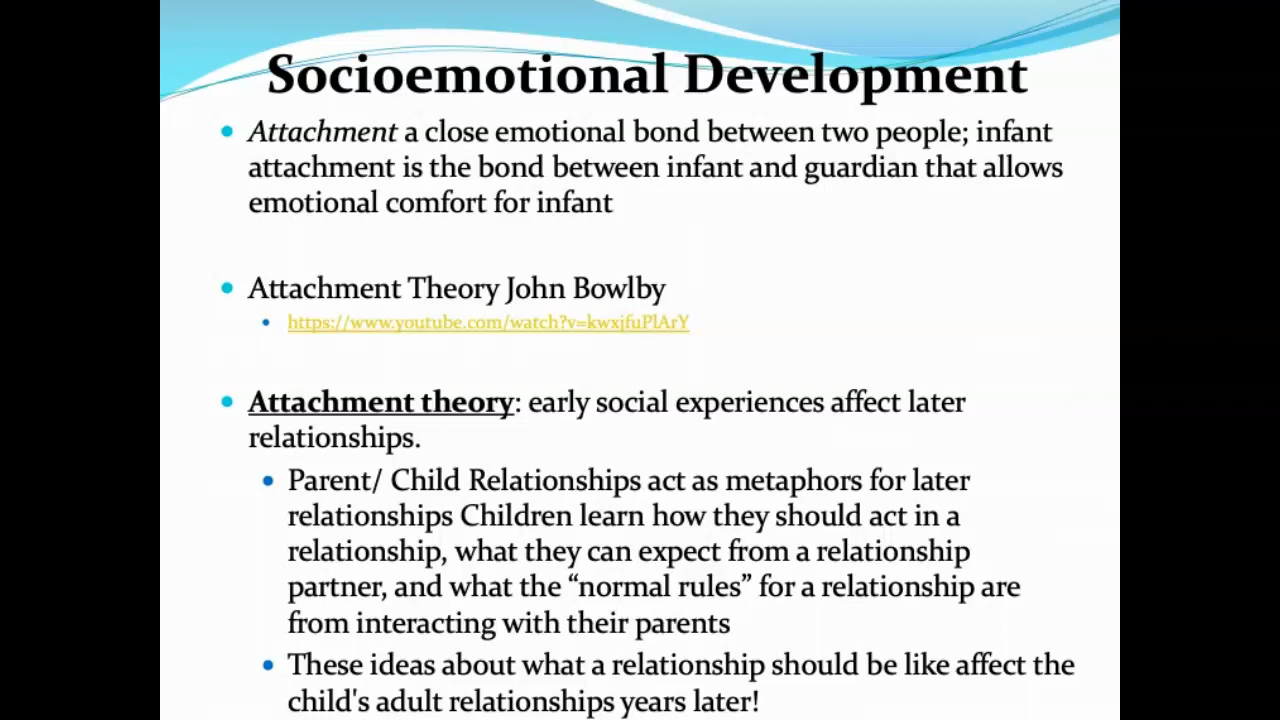 Socioemotional Development
• Attachment a close emotional bond between two people; infant
attachment is the bond between infant and guardian that allows
emotional comfort for infant
• Attachment Theory John Bowlby
• https://www.youtube.com/watch?v=kwxjfuPlArY
• Attachment theory: early social experiences affect later
relationships.
• Parent/ Child Relationships act as metaphors for later
relationships Children learn how they should act in a
relationship, what they can expect from a relationship
partner, and what the “normal rules” for a relationship are
from interacting with their parents
• These ideas about what a relationship should be like affect the
child's adult relationships years later!